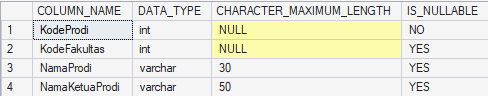 COLUMN_NAME DATA_TYPE CHARACTER_MAXIMUM_LENGTH IS_NULLABLE
1 KodeProdi int NULL NO
2 KodeFakultas int NULL YES
3 NamaProdi varchar 30 YES
4 NamaKetuaProdi varchar 50 YES